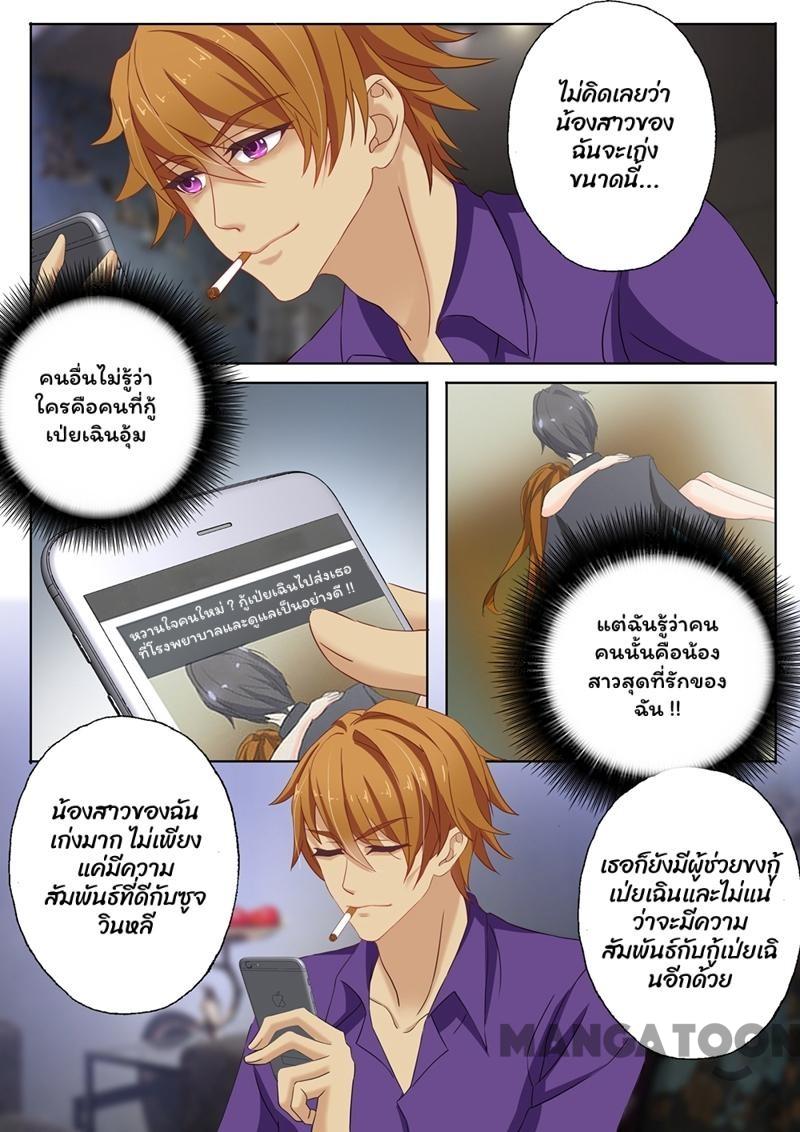 ไม่คิดเลยว่า
น้องสาวของ
ฉันจะเก่ง
ขนาดนี้...
คนอื่นไม่รู้ว่า
ใครคือคนที่กู้
เป่ยเฉินอุ้ม
หวานใจคนใหม่ ? กู้เป่ยเฉินไปส่งเธอ
ที่โรงพยาบาลและดูแลเป็นอย่างดี !!
แต่ฉันรู้ว่าคน
คนนั้นคือน้อง
สาวสุดที่รักของ
ฉัน !!
น้องสาวของฉัน
เก่งมาก ไม่เพียง
แค่มีความ
สัมพันธ์ที่ดีกับซูจ
วินหลี
เธอก็ยังมีผู้ช่วยขงกู้
เป่ยเฉินและไม่แน่
ว่าจะมีความ
สัมพันธ์กับกู้เป่ยเฉิ
นอีกด้วย
MANGATOON